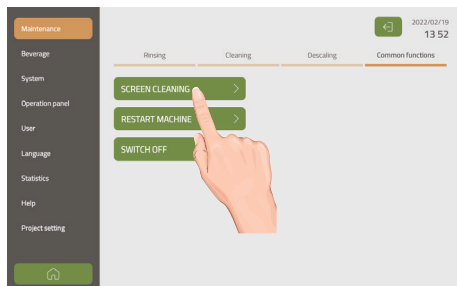 Maintenance
Beverage
System
Operation panel
User
Language
Statistics
Help
Project setting
2022/02/19
13 52
Rinsing Cleaning Descaling Common functions
SCREEN CLEANING
RESTART MACHINE
SWITCH OFF